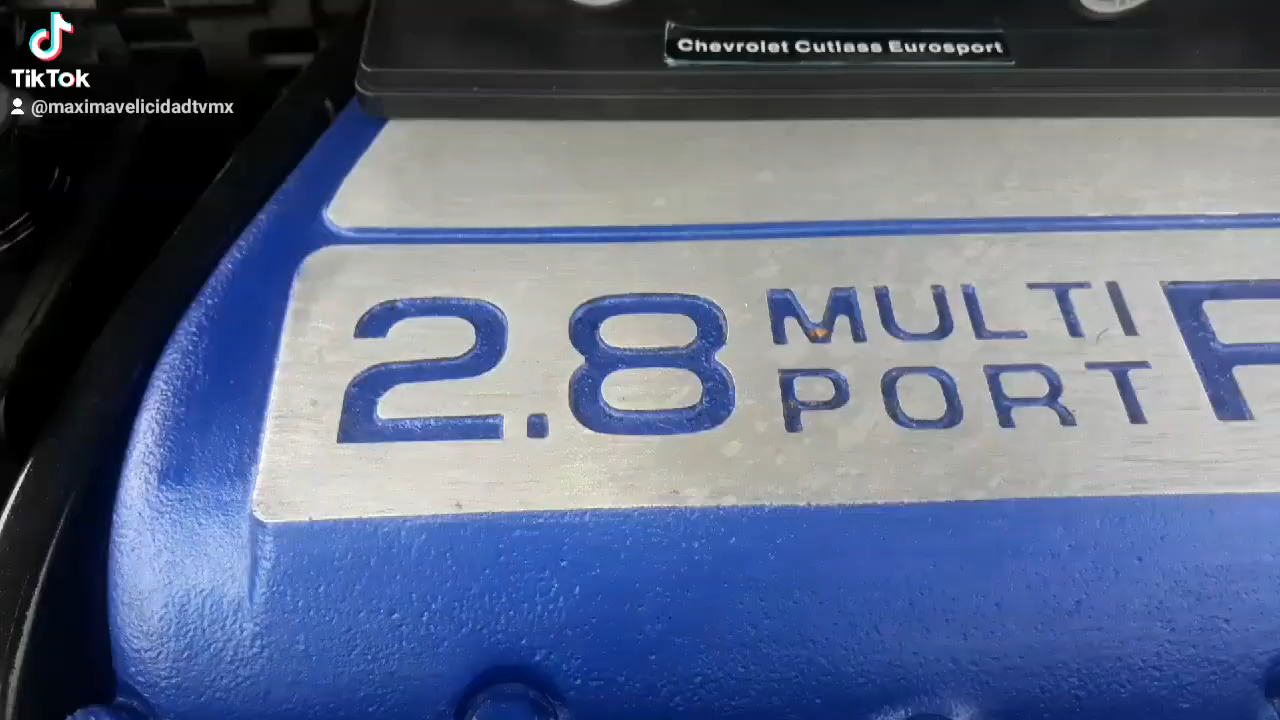 TikTok
@maximavelicidadtvmx
Chevrolet Cutlass Eurosport
2.8 MULTI
PORT